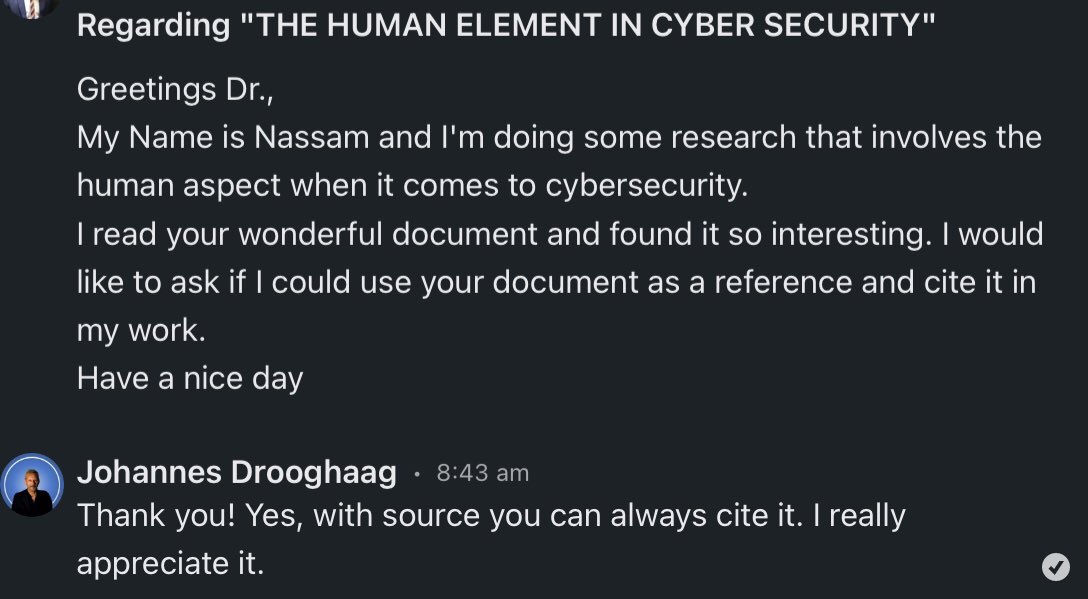 Regarding "THE HUMAN ELEMENT IN CYBER SECURITY"
Greetings Dr.,
My Name is Nassam and I'm doing some research that involves the
human aspect when it comes to cybersecurity.
I read your wonderful document and found it so interesting. I would
like to ask if I could use your document as a reference and cite it in
my work.
Have a nice day
Johannes Drooghaag · 8:43 am
Thank you! Yes, with source you can always cite it. I really
appreciate it.